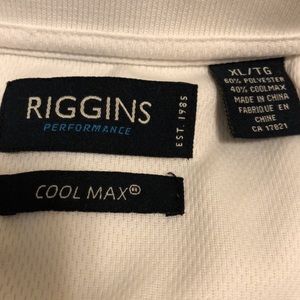 RIGGINS
PERFORMANCE
EST. 1985
COOL MAX®
XL/TG
60% POLYESTER
40% COOLMAX
MADE IN CHINA
FABRIQUE EN
CHINE
CA 17821